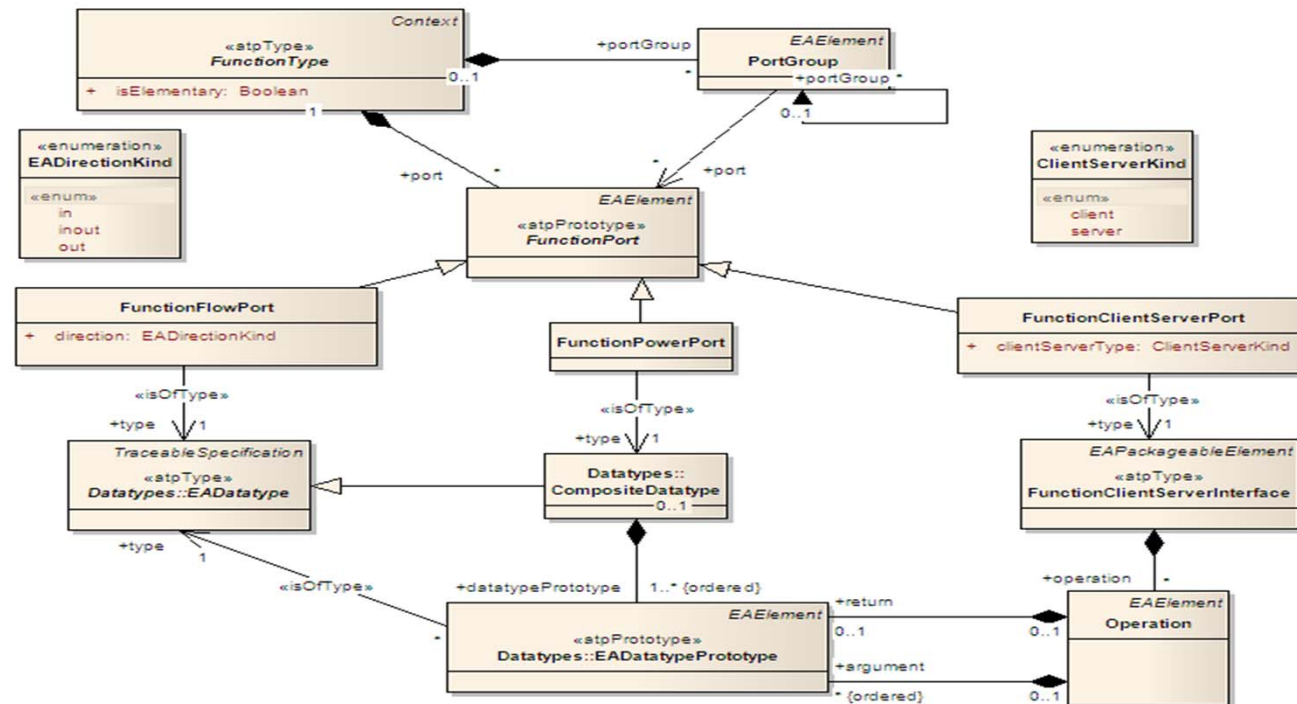 Context
«atpType»
FunctionType
+ isElementary: Boolean
0..1
+portGroup
*
EAElement
PortGroup
+portGroup *
0..1
1
+port
*
*
+port
«enumeration»
EADirectionKind
«enum»
in
inout
out
«enumeration»
ClientServerKind
«enum»
client
server
EAElement
«atpPrototype»
FunctionPort
FunctionFlowPort
+ direction: EADirectionKind
FunctionPowerPort
FunctionClientServerPort
+ clientServerType: ClientServerKind
«isOfType»
+type 1
«isOfType»
+type 1
«isOfType»
+type 1
TraceableSpecification
«atpType»
Datatypes::EADatatype
Datatypes::
CompositeDatatype
0..1
EAPackageableElement
«atpType»
FunctionClientServerInterface
+type 1
«isOfType»
*
+datatypePrototype 1..* {ordered}
+operation *
EAElement
«atpPrototype»
Datatypes::EADatatypePrototype
+return
0..1 0..1
+argument
* {ordered} 0..1
EAElement
Operation